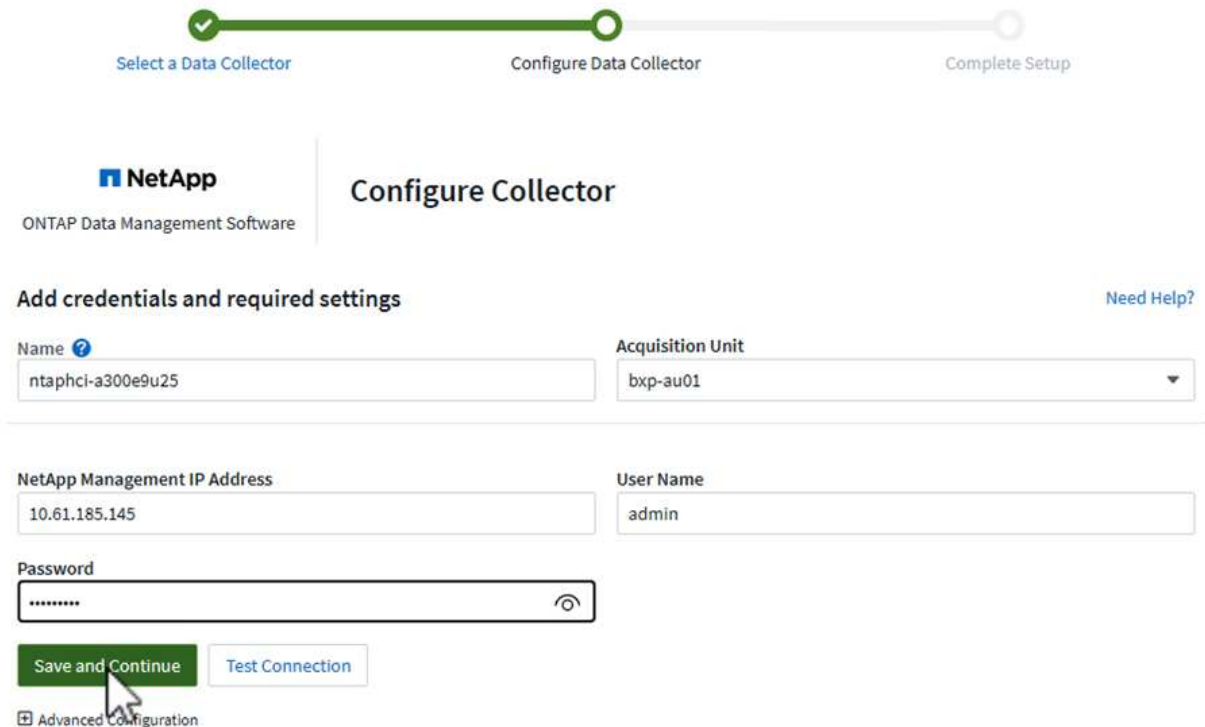 Select a Data Collector
Configure Data Collector
Complete Setup
NetApp
ONTAP Data Management Software
Configure Collector
Add credentials and required settings
Need Help?
Name
Acquisition Unit
ntaphci-a300e9u25
bxp-au01
NetApp Management IP Address
User Name
10.61.185.145
admin
Password
•••••••••
Save and Continue
Test Connection
Advanced Configuration